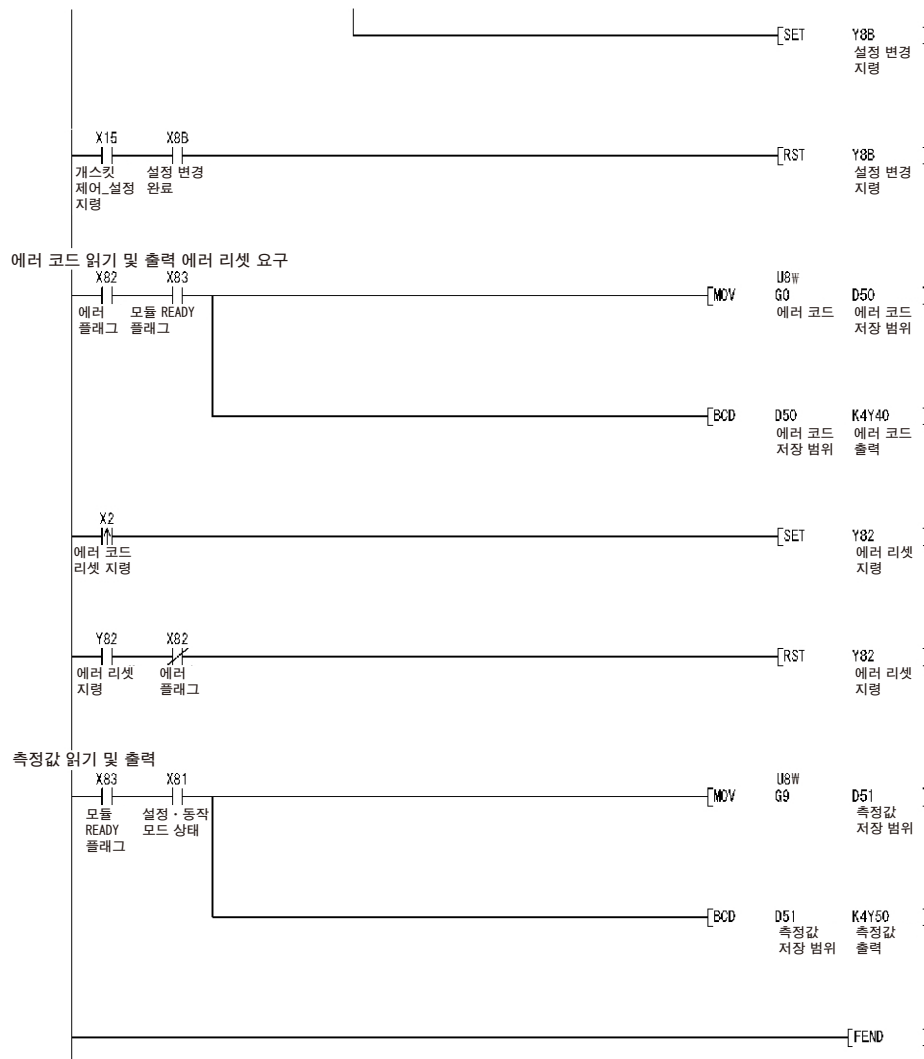 [SET Y8B ]
설정 변경
지령
X15 X8B
[RST Y8B ]
개스킷 설정 변경 설정 변경
제어_설정 완료 지령
지령
에러 코드 읽기 및 출력 에러 리셋 요구
X82 X83 U8₩
[MOV G0 D50 ]
에러 모듈 READY 에러 코드 에러 코드
플래그 플래그 저장 범위
[BCD D50 K4Y40 ]
에러 코드 에러 코드
저장 범위 출력
X2
[SET Y82 ]
에러 코드 에러 리셋
리셋 지령 지령
Y82 X82
[RST Y82 ]
에러 리셋 에러 에러 리셋
지령 플래그 지령
측정값 읽기 및 출력
X83 X81 U8₩
[MOV G9 D51 ]
모듈 설정・동작 측정값
READY 모드 상태 저장 범위
플래그
[BCD D51 K4Y50 ]
측정값 측정값
저장 범위 출력
[FEND ]